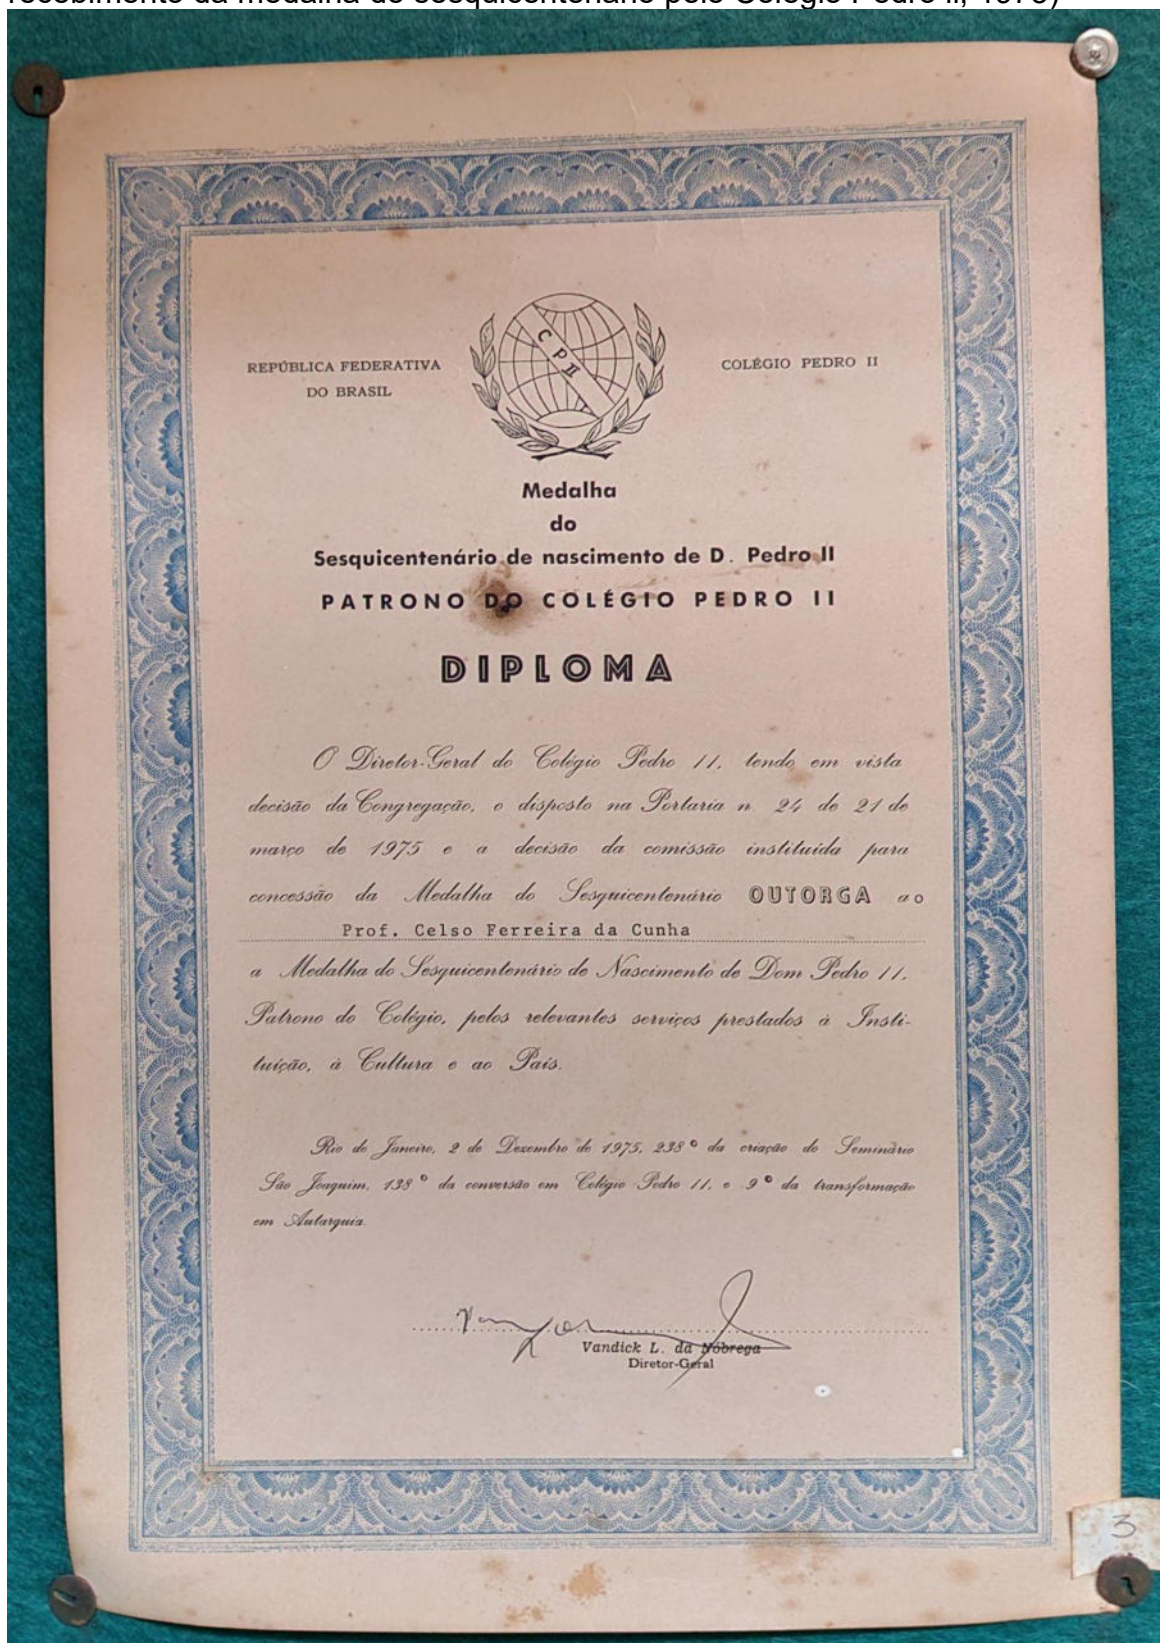 recebimento da medalha do sesquicentenário pelo Colégio Pedro II, 1975)
REPÚBLICA FEDERATIVA
DO BRASIL
CPII
COLÉGIO PEDRO II
Medalha
do
Sesquicentenário de nascimento de D. Pedro II
PATRONO DO COLÉGIO PEDRO II
DIPLOMA
O Diretor-Geral do Colégio Pedro II, tendo em vista
decisão da Congregação, o disposto na Portaria n. 24 de 21 de
março de 1975 e a decisão da comissão instituída para
concessão da Medalha do Sesquicentenário OUTORGA ao
Prof. Celso Ferreira da Cunha
a Medalha do Sesquicentenário de Nascimento de Dom Pedro II,
Patrono do Colégio, pelos relevantes serviços prestados à Insti-
tuição, à Cultura e ao País.
Rio de Janeiro, 2 de Dezembro de 1975, 238º da criação do Seminário
São Joaquim, 138º da conversão em Colégio Pedro II, e 9º da transformação
em Autarquia.
Vandick L. da Nóbrega
Diretor-Geral
3